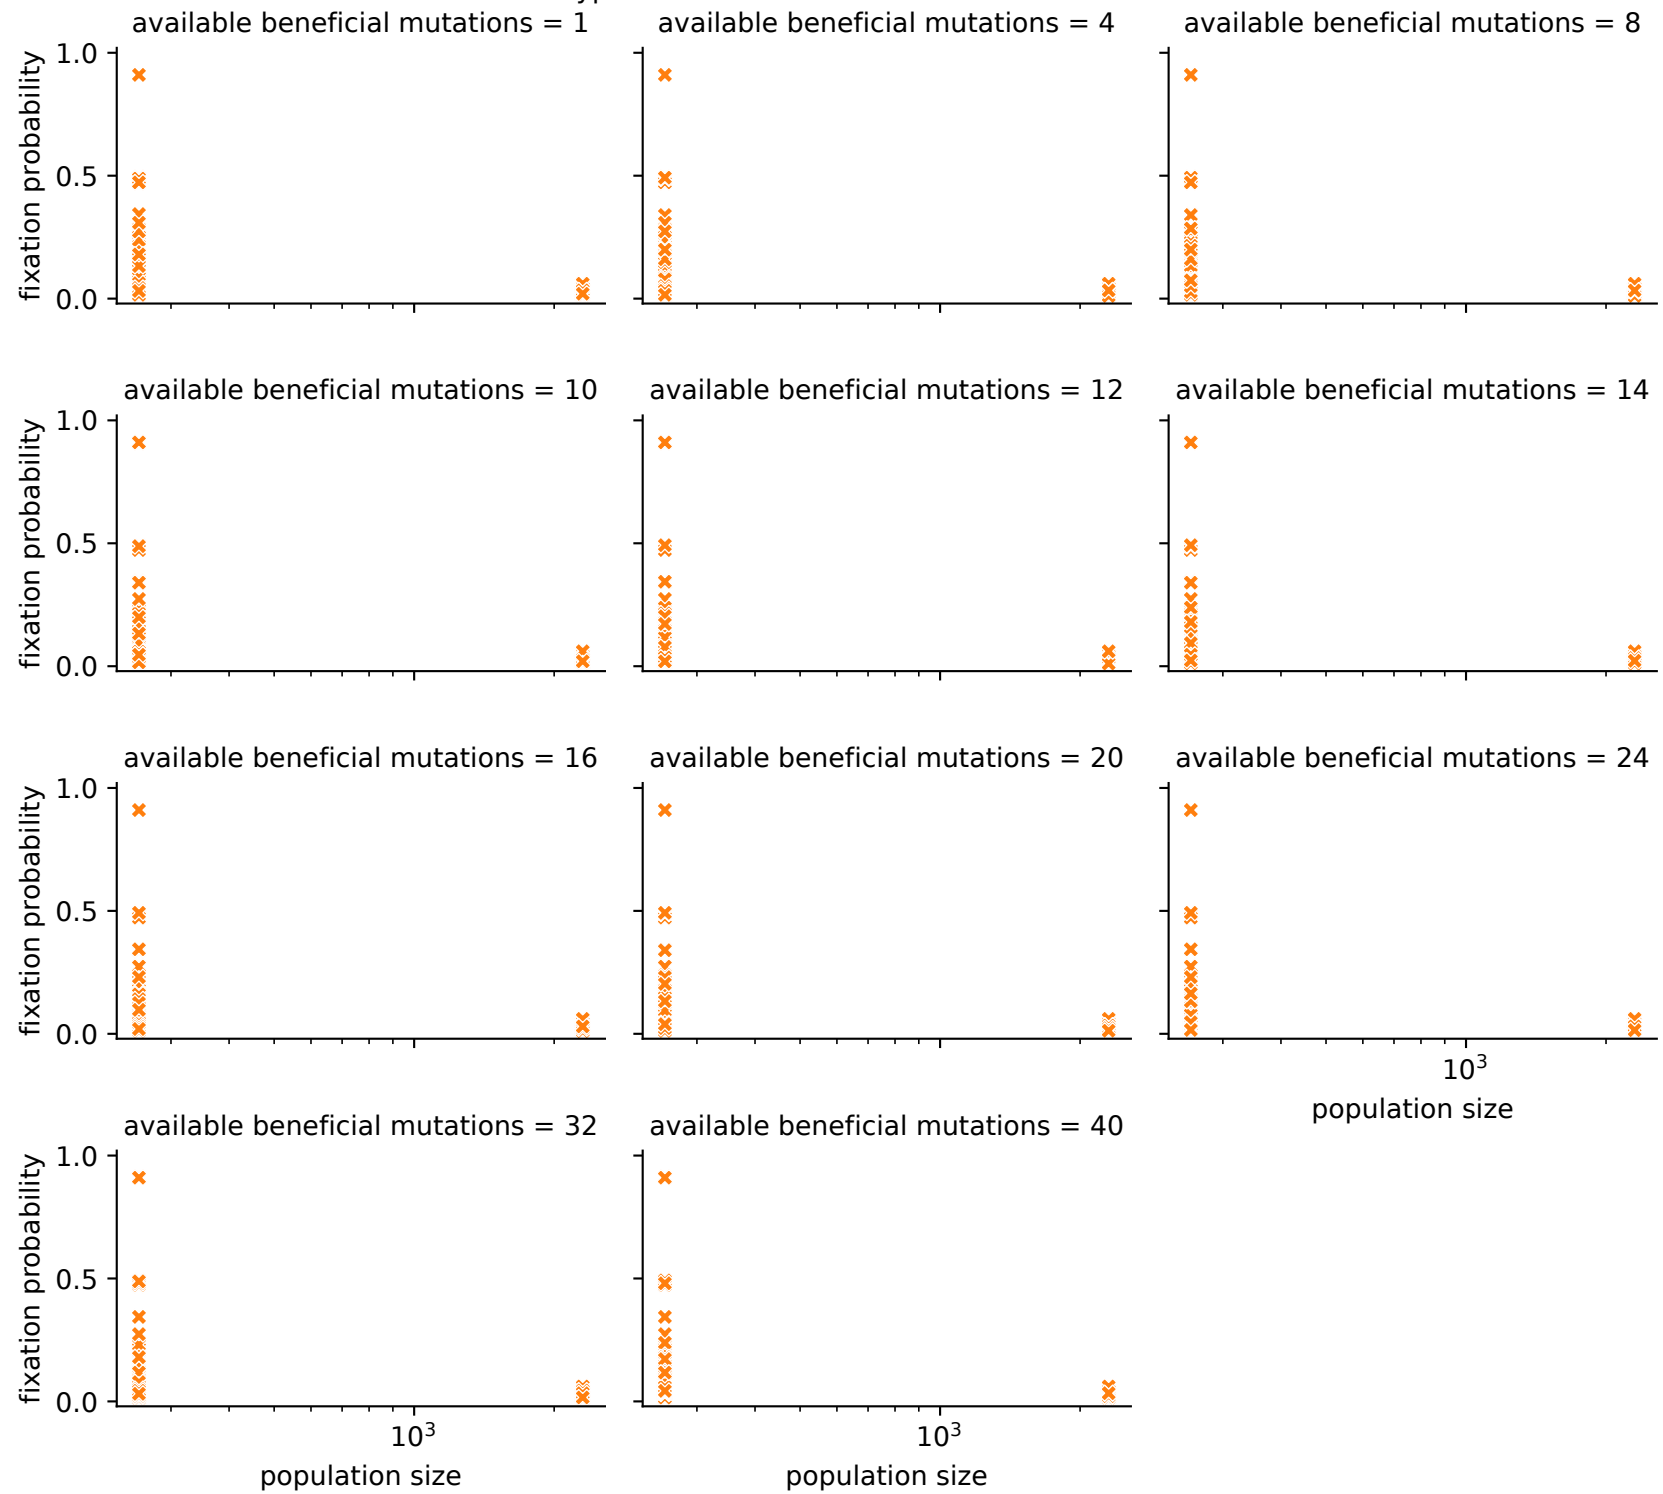 available beneficial mutations = 1
available beneficial mutations = 4
available beneficial mutations = 8
fixation probability
1.0
0.5
0.0
available beneficial mutations = 10
available beneficial mutations = 12
available beneficial mutations = 14
fixation probability
1.0
0.5
0.0
available beneficial mutations = 16
available beneficial mutations = 20
available beneficial mutations = 24
fixation probability
1.0
0.5
0.0
10³
population size
available beneficial mutations = 32
available beneficial mutations = 40
fixation probability
1.0
0.5
0.0
10³
10³
population size
population size